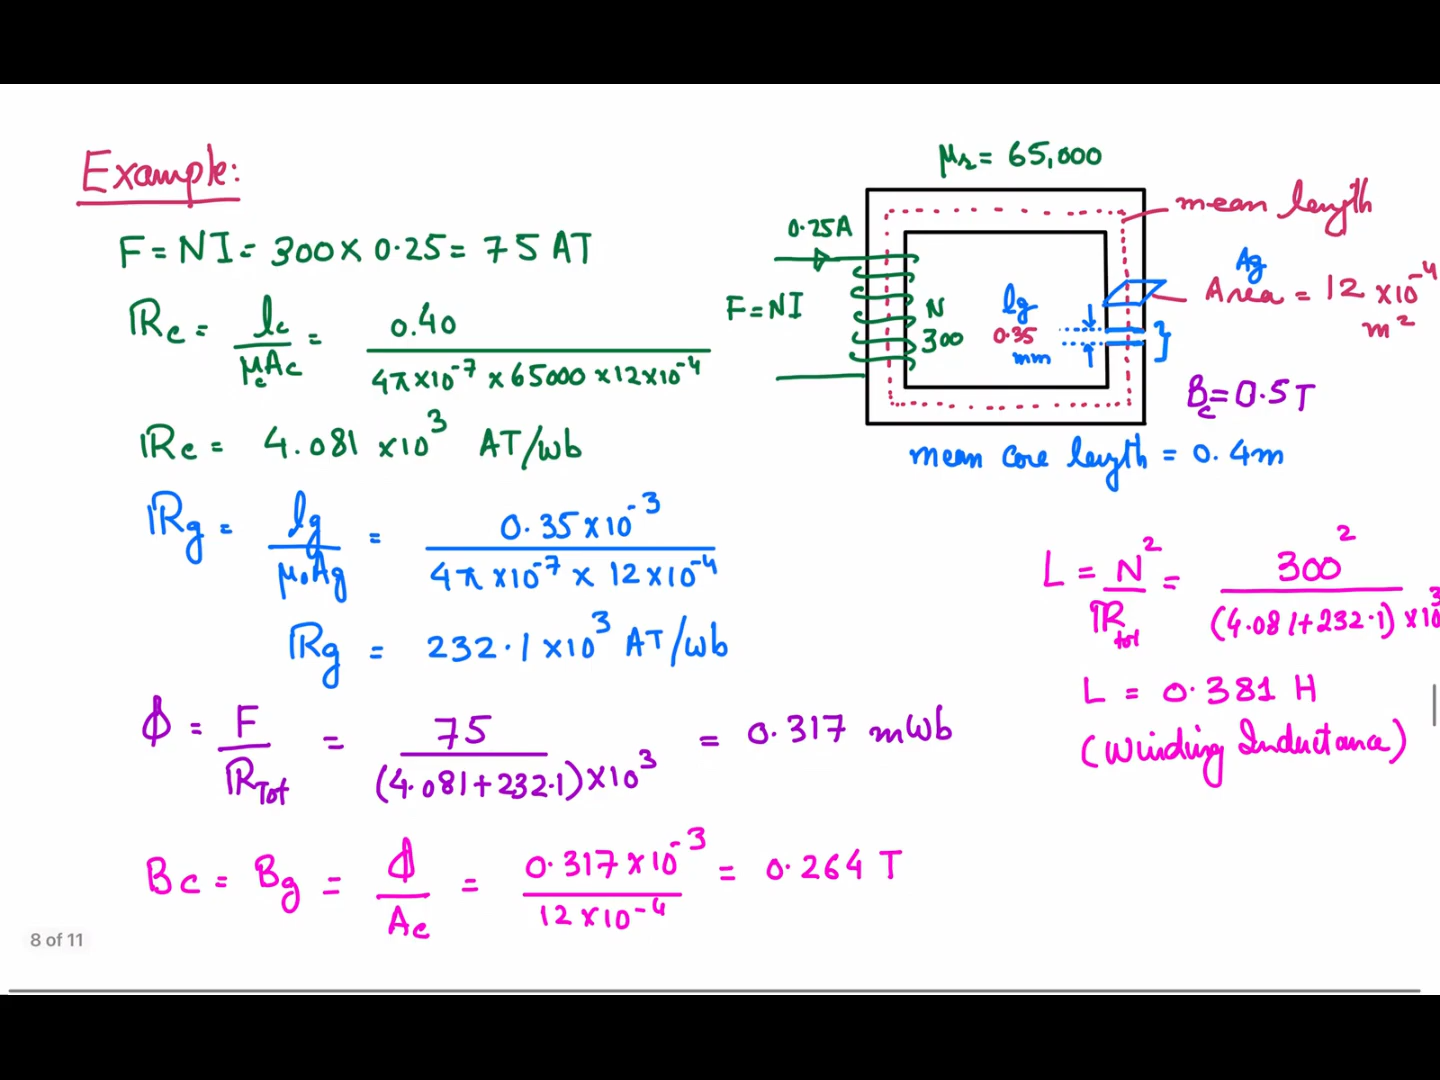 Example:
F = NI = 300 × 0.25 = 75 AT
ℝc = lc / μcAc = 0.40 / 4π×10⁻⁷ × 65000 × 12×10⁻⁴
ℝc = 4.081 ×10³ AT/wb
ℝg = lg / μ₀Ag = 0.35×10⁻³ / 4π×10⁻⁷ × 12×10⁻⁴
ℝg = 232.1×10³ AT/wb
ϕ = F / ℝTot = 75 / (4.081+232.1)×10³ = 0.317 mWb
Bc = Bg = ϕ / Ac = 0.317×10⁻³ / 12×10⁻⁴ = 0.264 T
8 of 11
μr = 65,000
mean length
0.25A
Ag
Area = 12 ×10⁻⁴ m²
F = NI
N
300
lg
0.35
mm
Bc = 0.5T
mean core length = 0.4m
L = N² / ℝtot = 300² / (4.081+232.1)×10³
L = 0.381 H
(Winding Inductance)